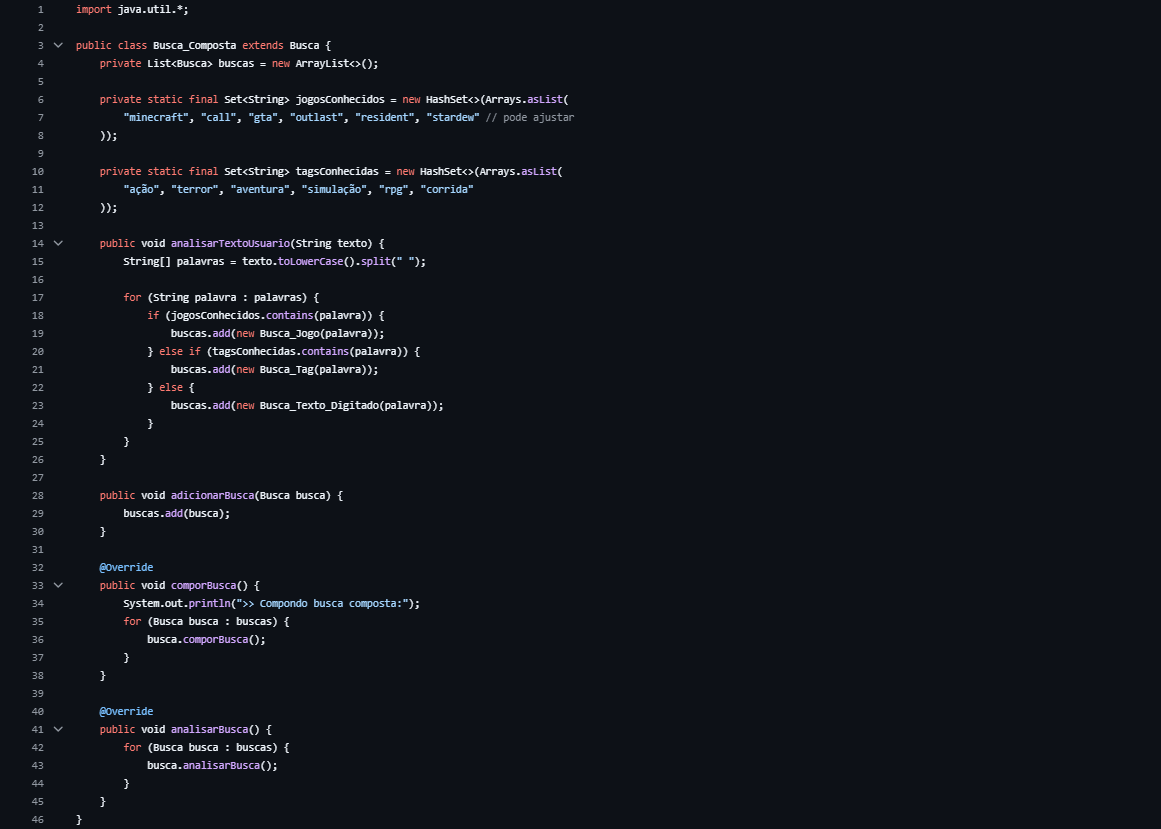 1 import java.util.*;
2
3 public class Busca_Composta extends Busca {
4 private List<Busca> buscas = new ArrayList<>();
5
6 private static final Set<String> jogosConhecidos = new HashSet<>(Arrays.asList(
7 "minecraft", "call", "gta", "outlast", "resident", "stardew" // pode ajustar
8 ));
9
10 private static final Set<String> tagsConhecidas = new HashSet<>(Arrays.asList(
11 "ação", "terror", "aventura", "simulação", "rpg", "corrida"
12 ));
13
14 public void analisarTextoUsuario(String texto) {
15 String[] palavras = texto.toLowerCase().split(" ");
16
17 for (String palavra : palavras) {
18 if (jogosConhecidos.contains(palavra)) {
19 buscas.add(new Busca_Jogo(palavra));
20 } else if (tagsConhecidas.contains(palavra)) {
21 buscas.add(new Busca_Tag(palavra));
22 } else {
23 buscas.add(new Busca_Texto_Digitado(palavra));
24 }
25 }
26 }
27
28 public void adicionarBusca(Busca busca) {
29 buscas.add(busca);
30 }
31
32 @Override
33 public void comporBusca() {
34 System.out.println(">> Compondo busca composta:");
35 for (Busca busca : buscas) {
36 busca.comporBusca();
37 }
38 }
39
40 @Override
41 public void analisarBusca() {
42 for (Busca busca : buscas) {
43 busca.analisarBusca();
44 }
45 }
46 }